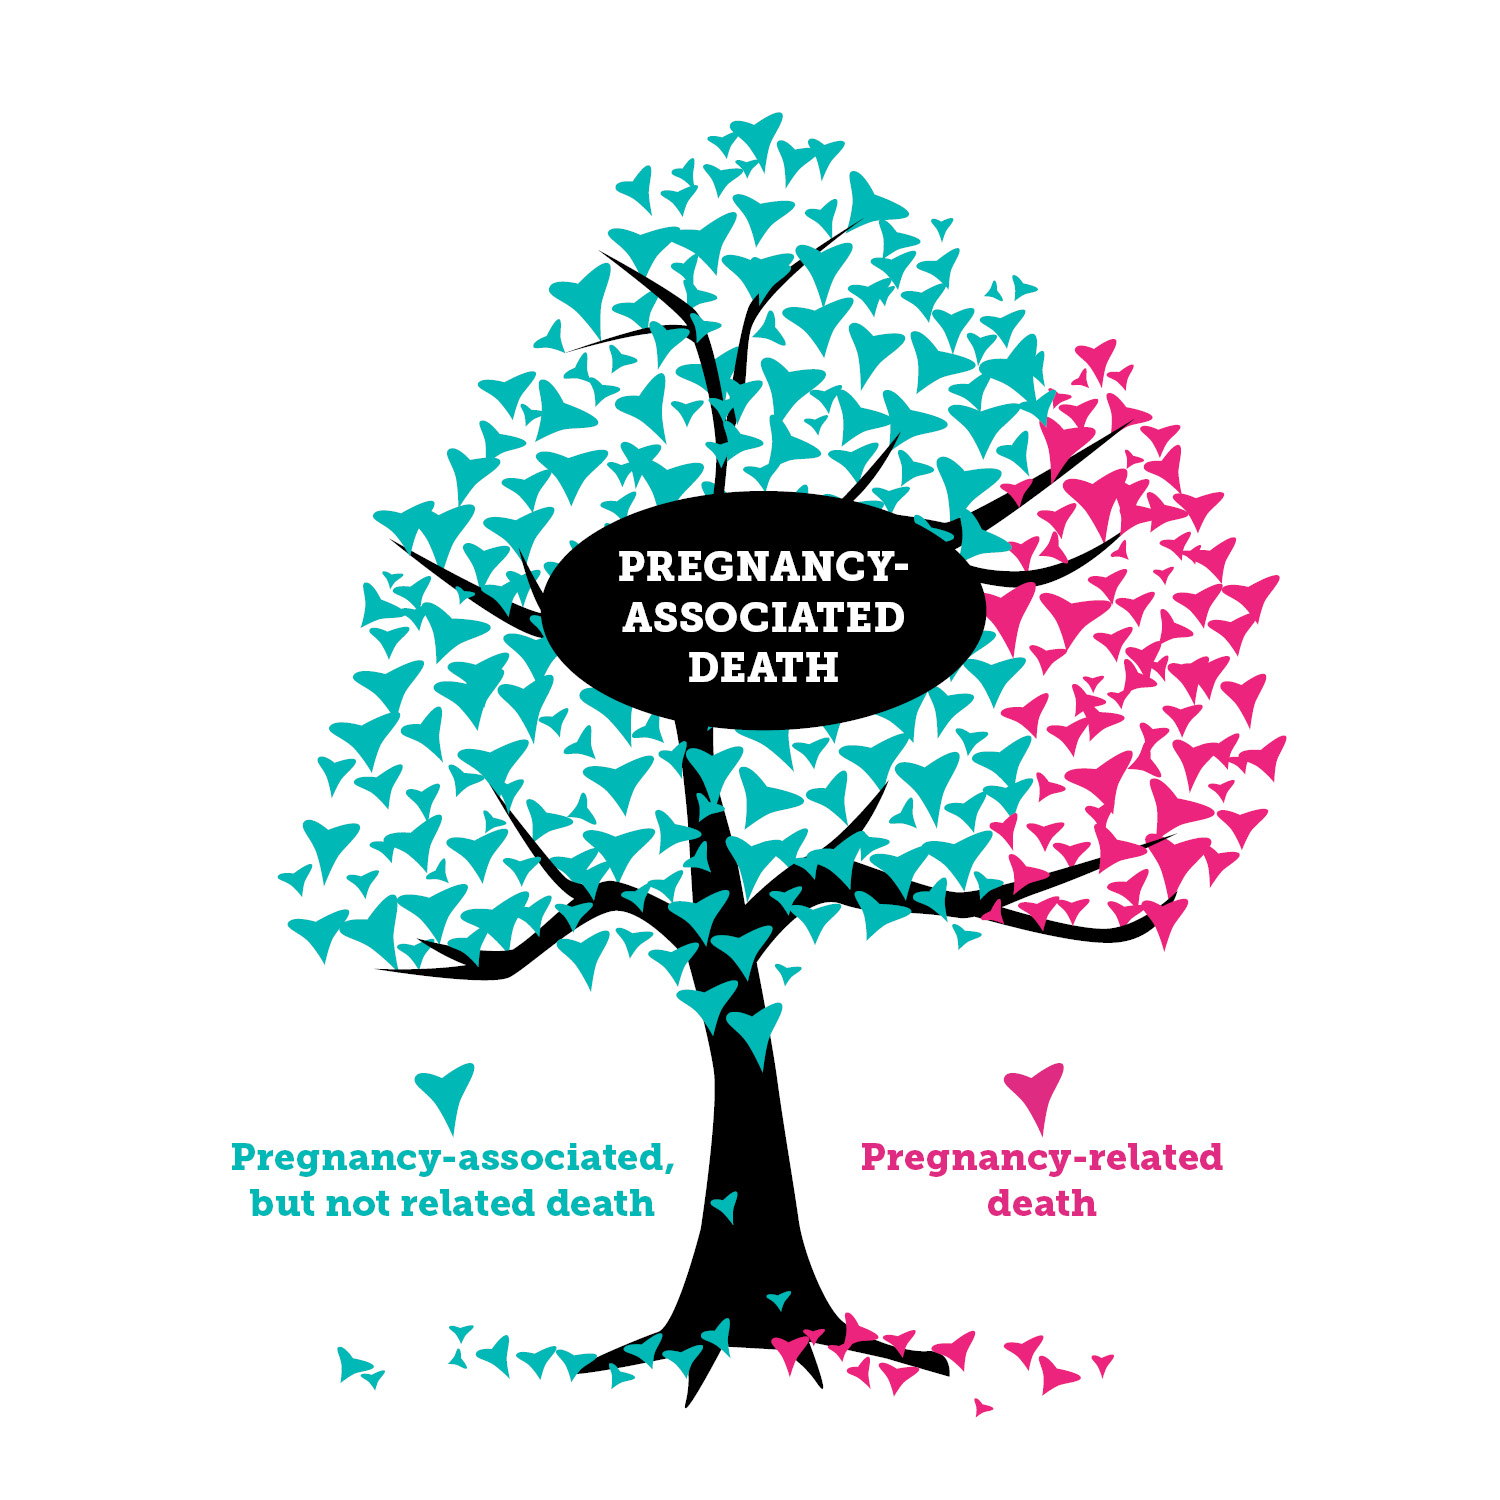 PREGNANCY-
ASSOCIATED
DEATH
Pregnancy-associated,
but not related death
Pregnancy-related
death